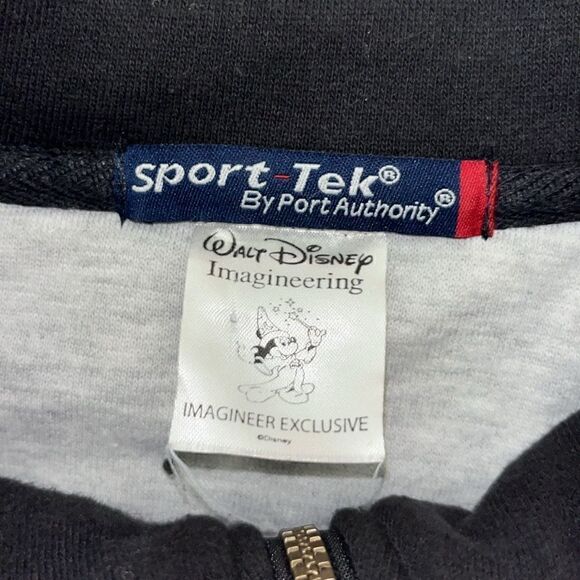 Sport-Tek®
By Port Authority®
WALT DISNEY
Imagineering
IMAGINEER EXCLUSIVE
©Disney